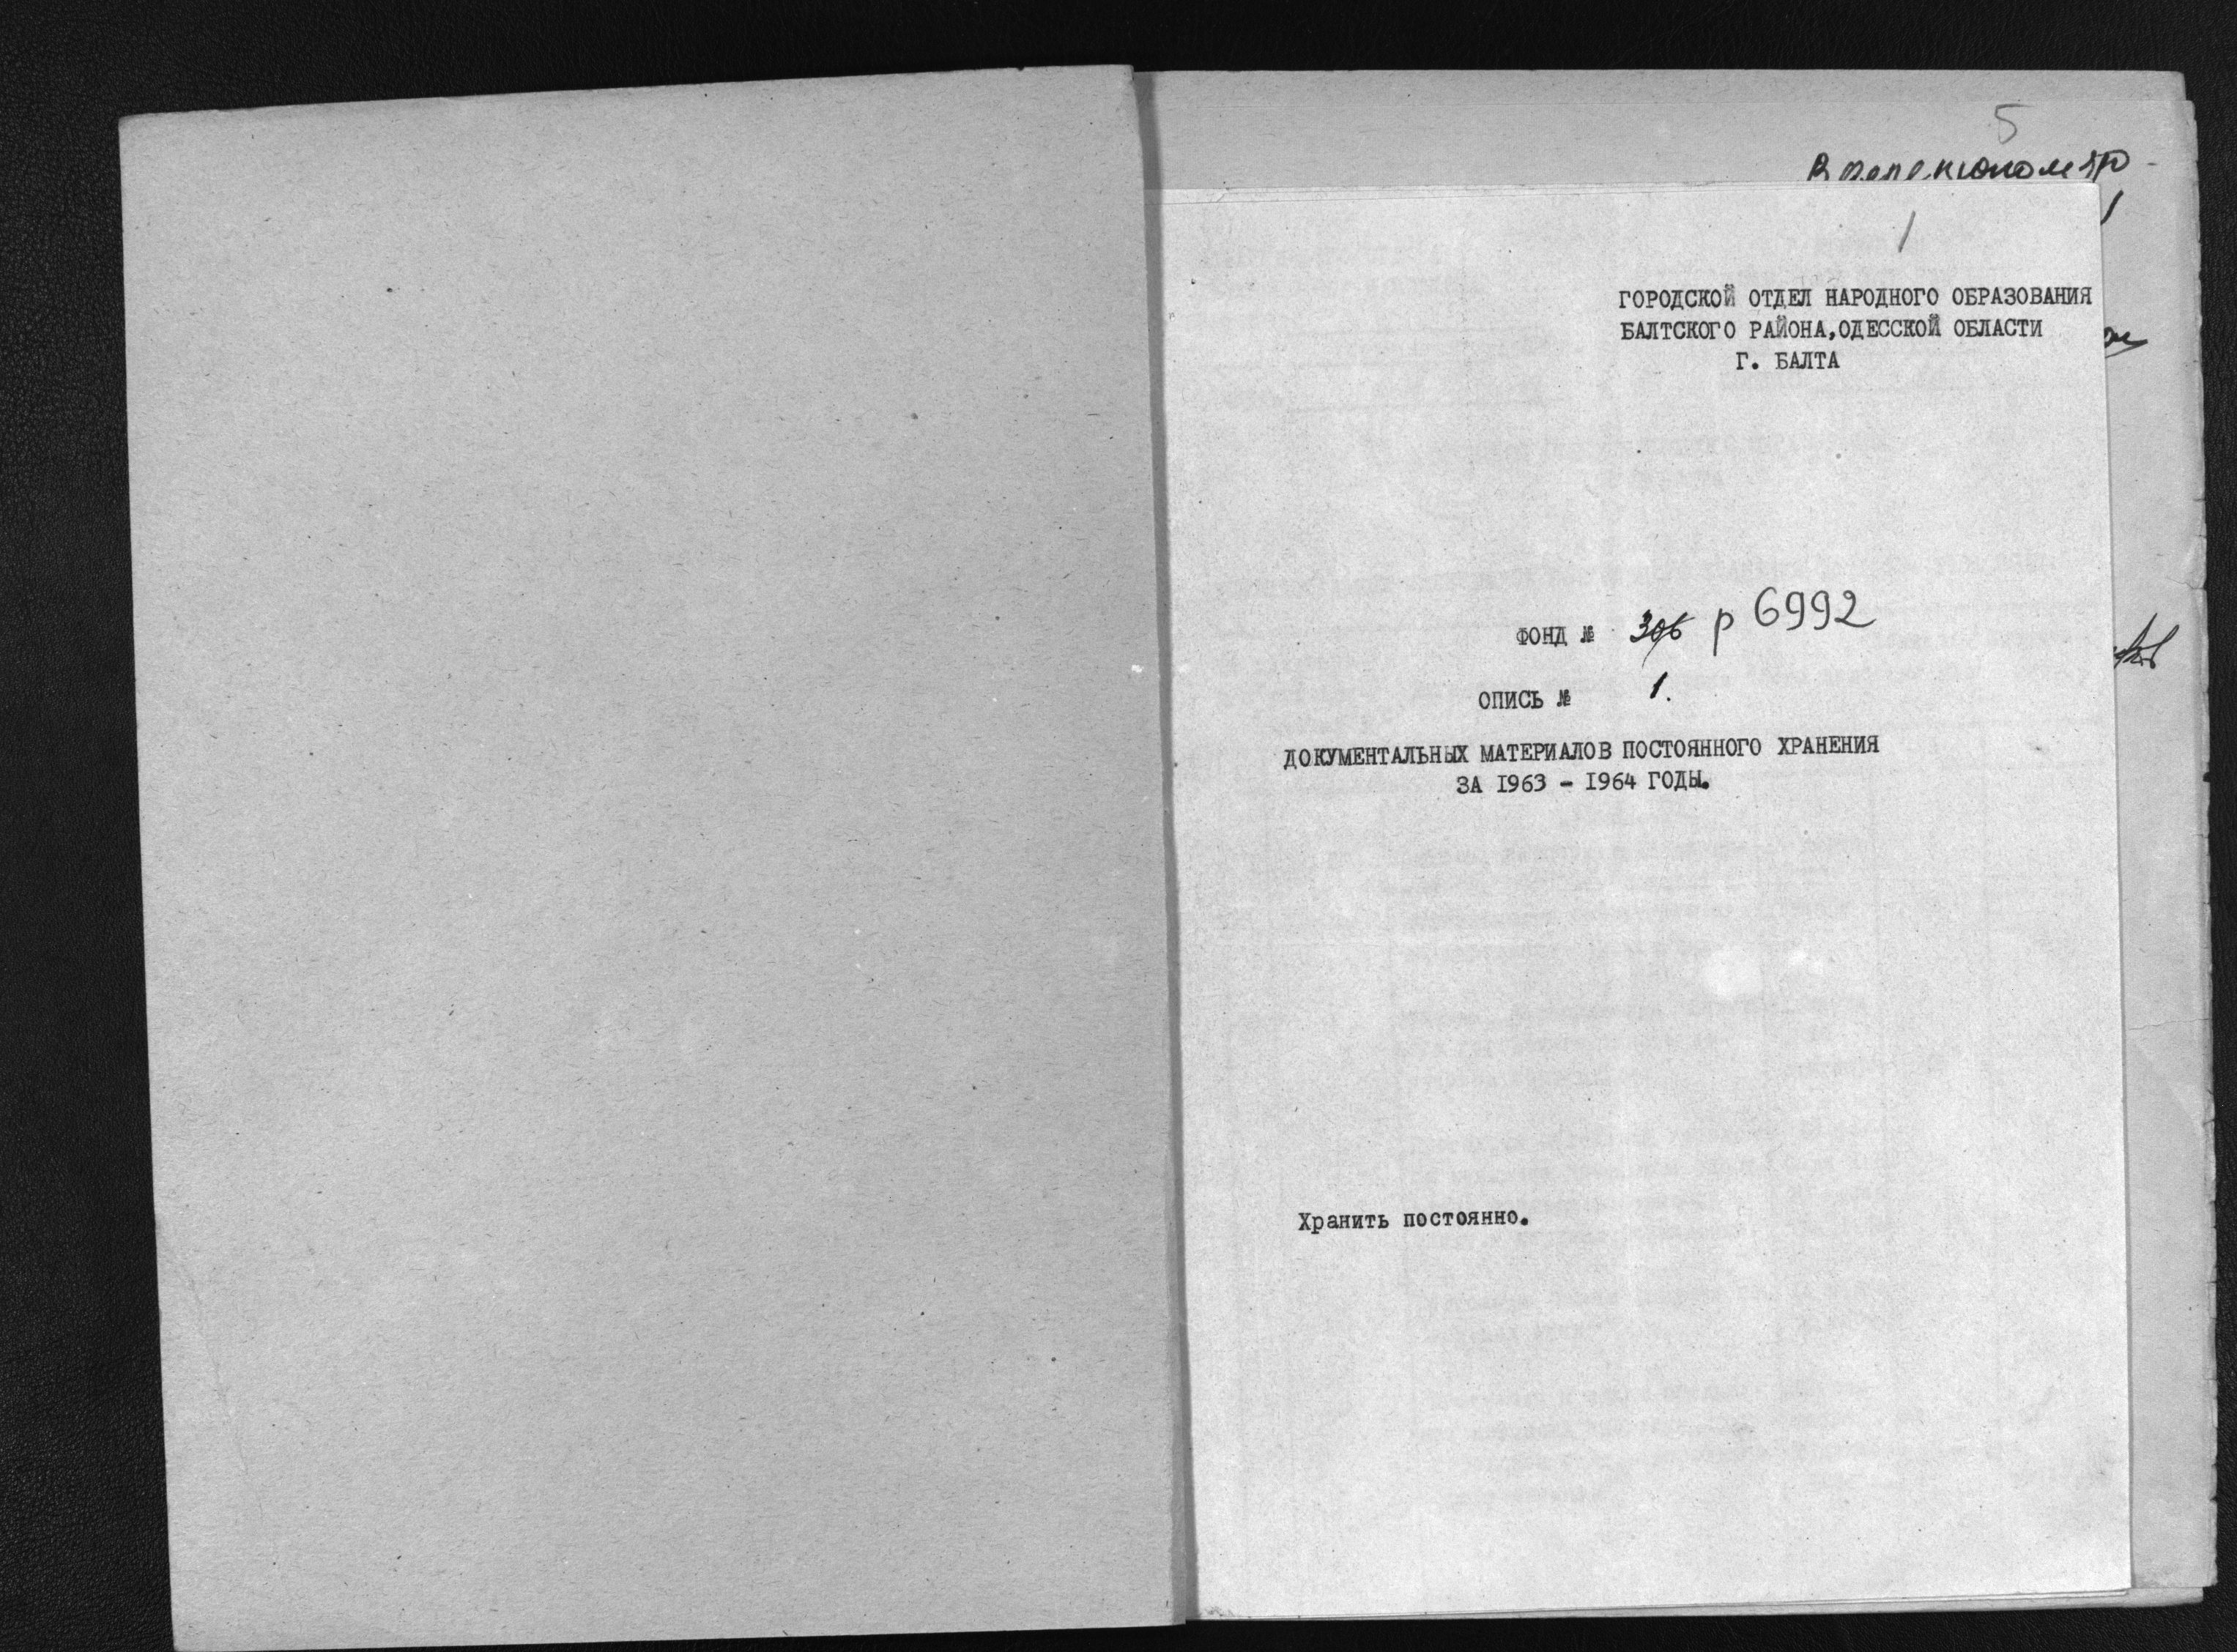 5
1
ГОРОДСКОЙ ОТДЕЛ НАРОДНОГО ОБРАЗОВАНИЯ
БАЛТСКОГО РАЙОНА, ОДЕССКОЙ ОБЛАСТИ
Г. БАЛТА
ФОНД № 306 р 6992
ОПИСЬ № 1.
ДОКУМЕНТАЛЬНЫХ МАТЕРИАЛОВ ПОСТОЯННОГО ХРАНЕНИЯ
ЗА 1963 - 1964 ГОДЫ.
Хранить постоянно.